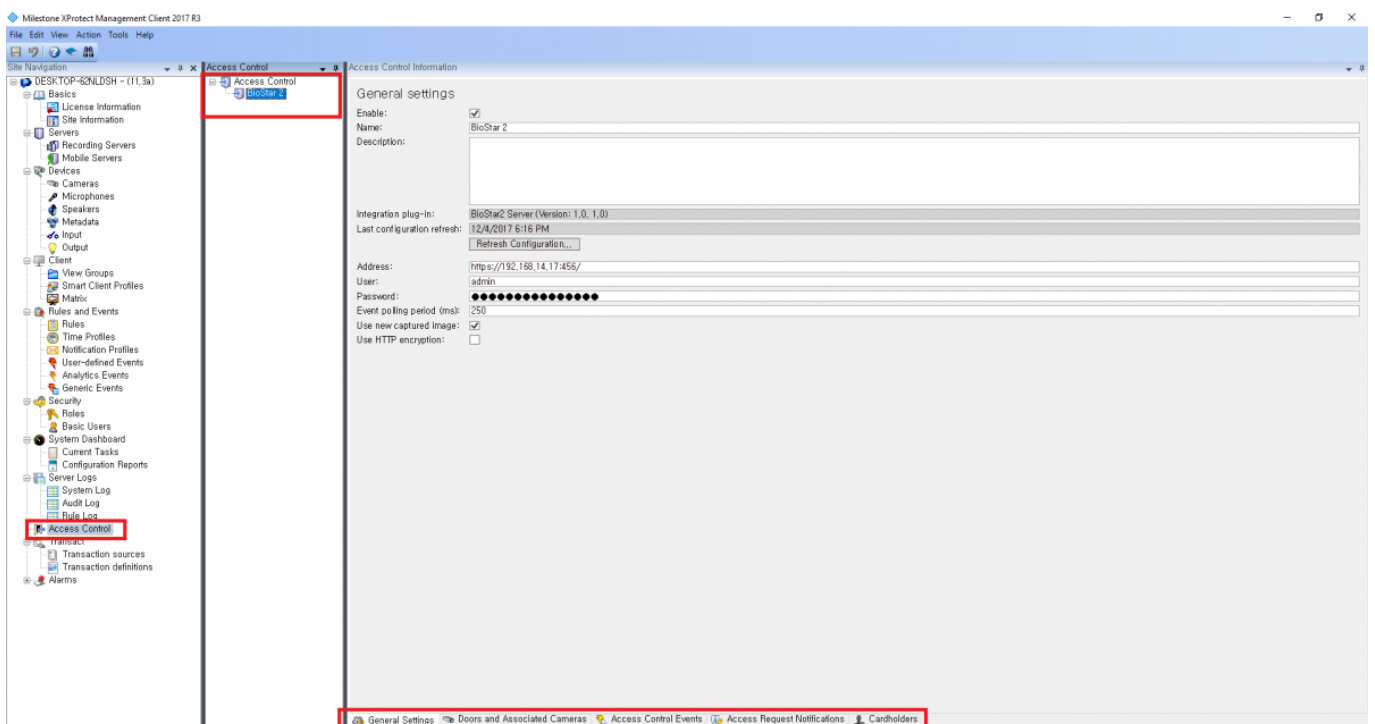 Milestone XProtect Management Client 2017 R3
File Edit View Action Tools Help
Site Navigation
DESKTOP-62NLDSH - (11.3a)
Basics
License Information
Site Information
Servers
Recording Servers
Mobile Servers
Devices
Cameras
Microphones
Speakers
Metadata
Input
Output
Client
View Groups
Smart Client Profiles
Matrix
Rules and Events
Rules
Time Profiles
Notification Profiles
User-defined Events
Analytics Events
Generic Events
Security
Roles
Basic Users
System Dashboard
Current Tasks
Configuration Reports
Server Logs
System Log
Audit Log
Rule Log
Access Control
Transact
Transaction sources
Transaction definitions
Alarms
Access Control
Access Control
BioStar 2
Access Control Information
General settings
Enable:
Name: BioStar 2
Description:
Integration plug-in: BioStar2 Server (Version: 1.0, 1.0)
Last configuration refresh: 12/4/2017 6:16 PM
Refresh Configuration...
Address: https://192.168.14.17:456/
User: admin
Password: ●●●●●●●●●●●●●●●
Event polling period (ms): 250
Use new captured image:
Use HTTP encryption:
General Settings Doors and Associated Cameras Access Control Events Access Request Notifications Cardholders